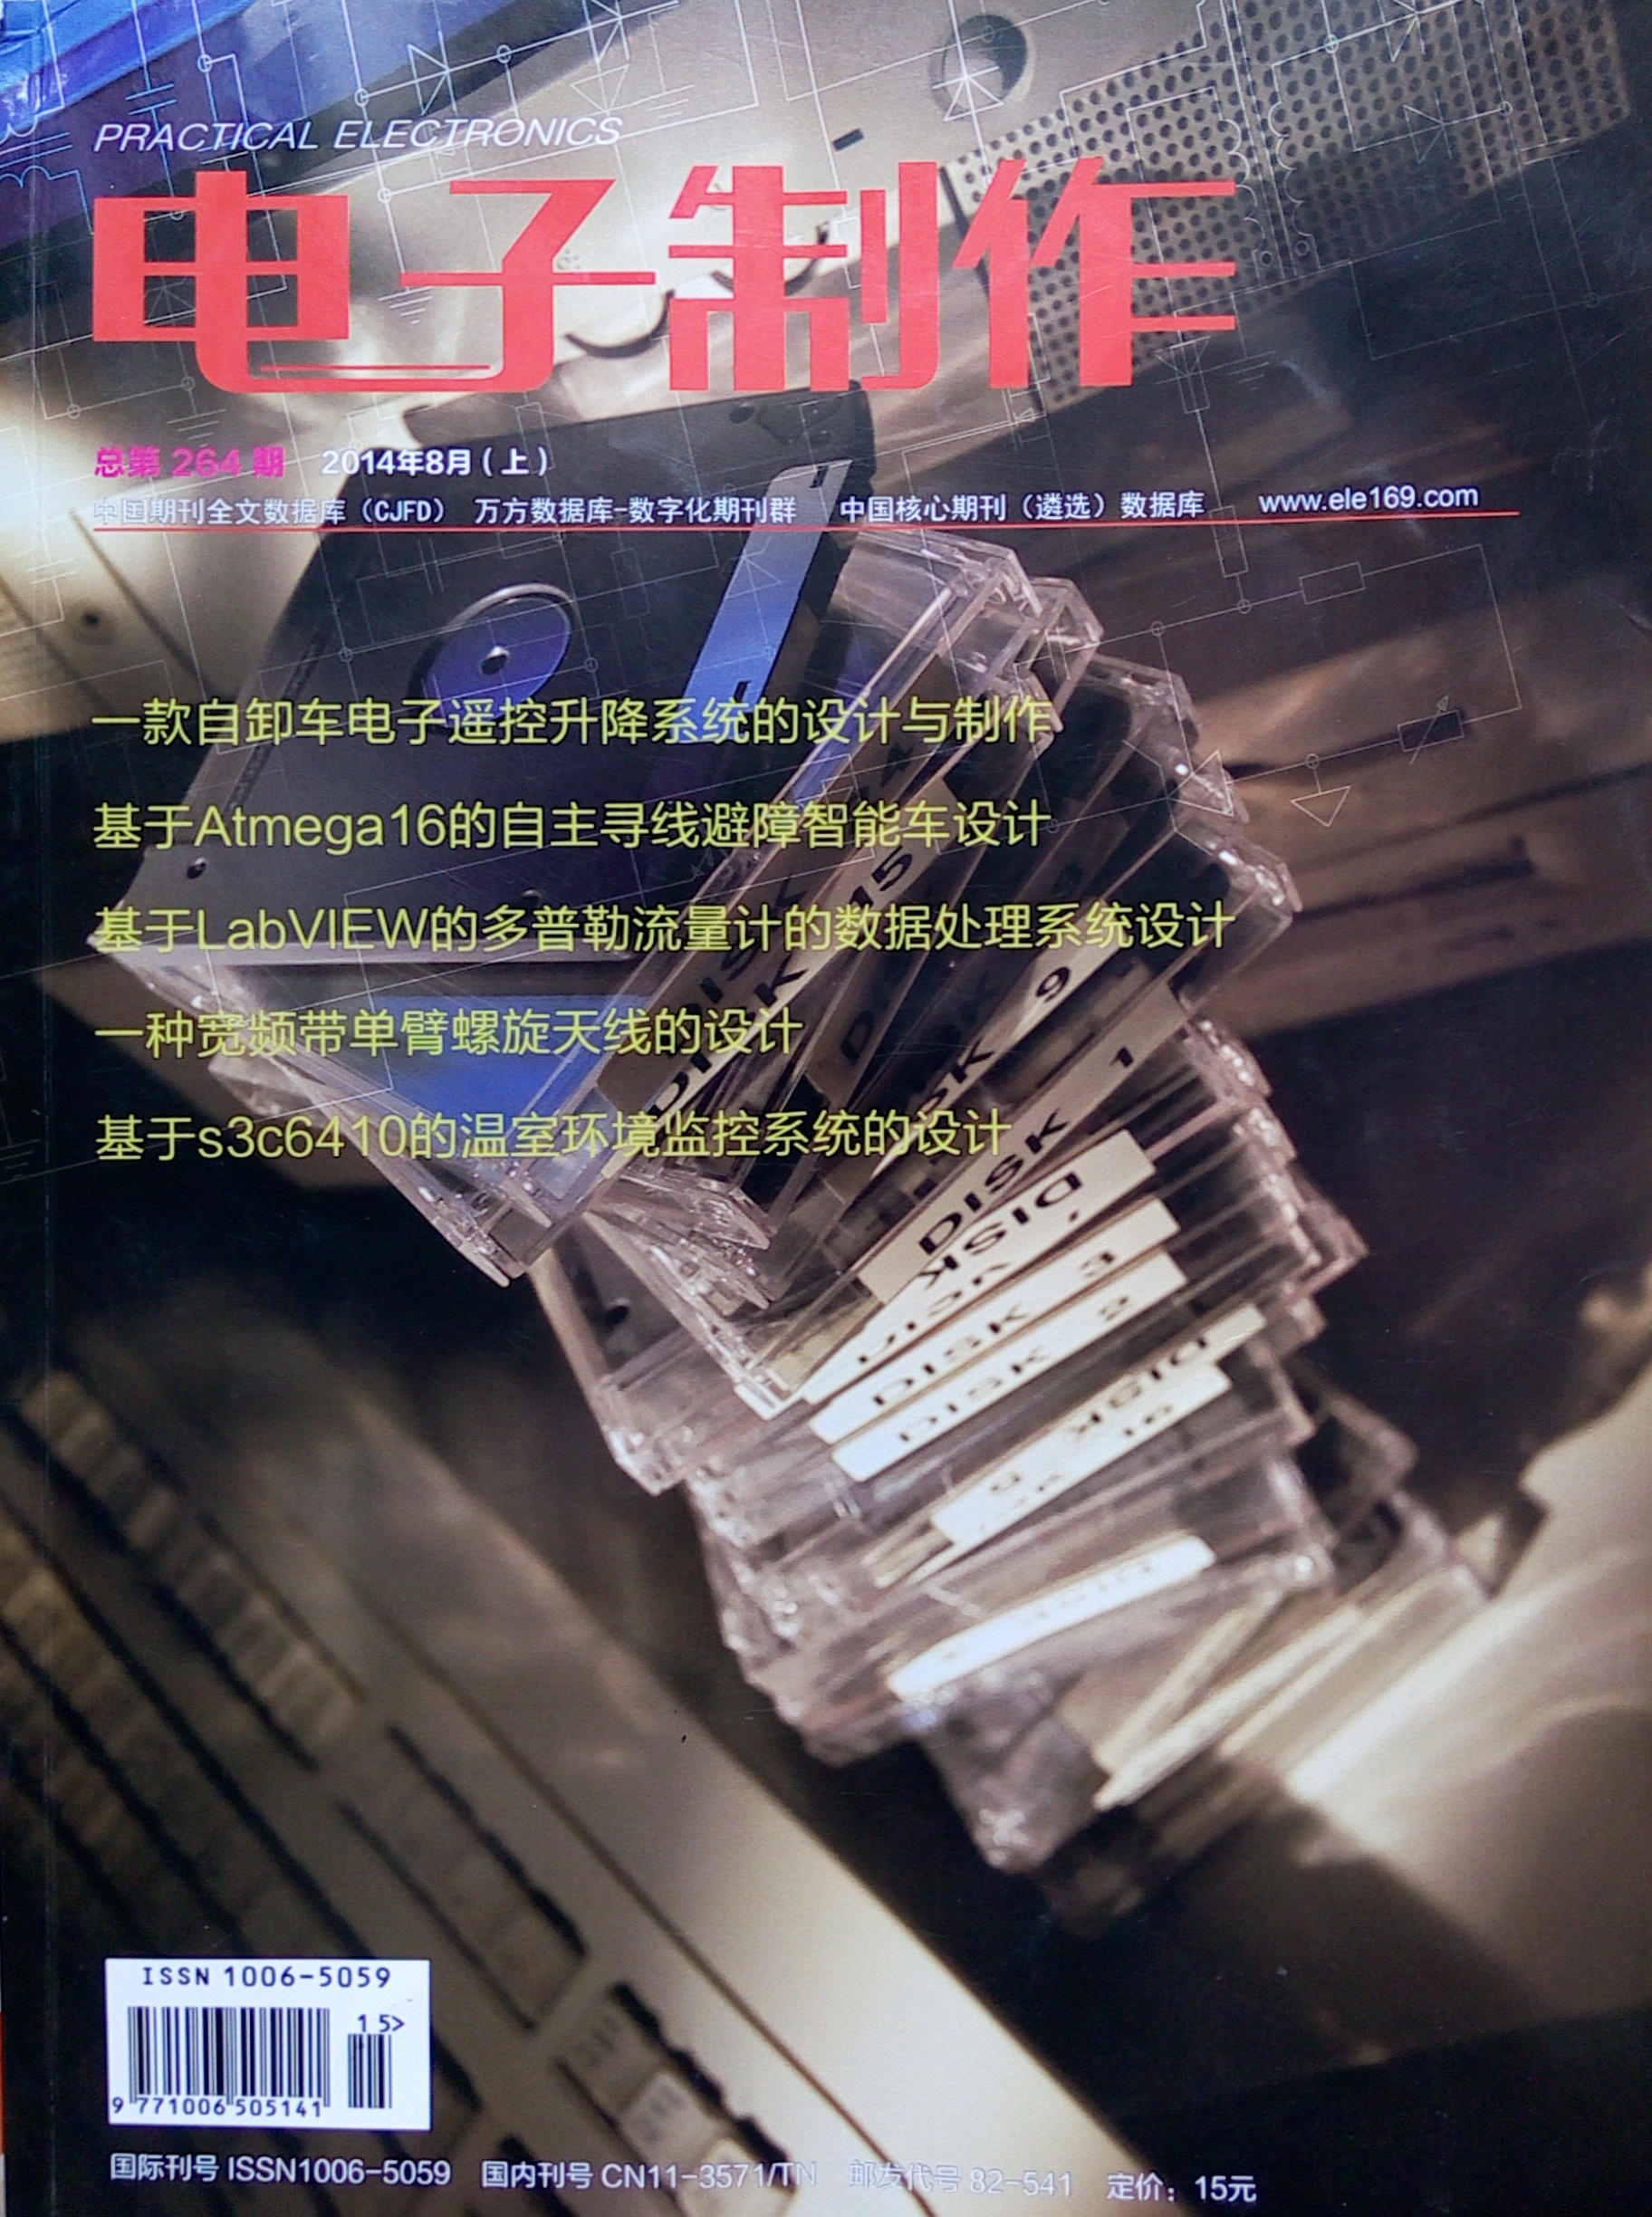 PRACTICAL ELECTRONICS
电子制作
总第 264 期 2014年8月(上)
中国期刊全文数据库（CJFD） 万方数据库-数字化期刊群 中国核心期刊（遴选）数据库 www.ele169.com
一款自卸车电子遥控升降系统的设计与制作
基于Atmega16的自主寻线避障智能车设计
基于LabVIEW的多普勒流量计的数据处理系统设计
一种宽频带单臂螺旋天线的设计
基于s3c6410的温室环境监控系统的设计
DISK 15
DISK
DISK 9
DISK 1
DISK
DISK 3
DISK 2
DISK 16
ISSN 1006-5059
15>
9 771006 505141
国际刊号 ISSN1006-5059 国内刊号 CN11-3571/TN 邮发代号 82-541 定价：15元